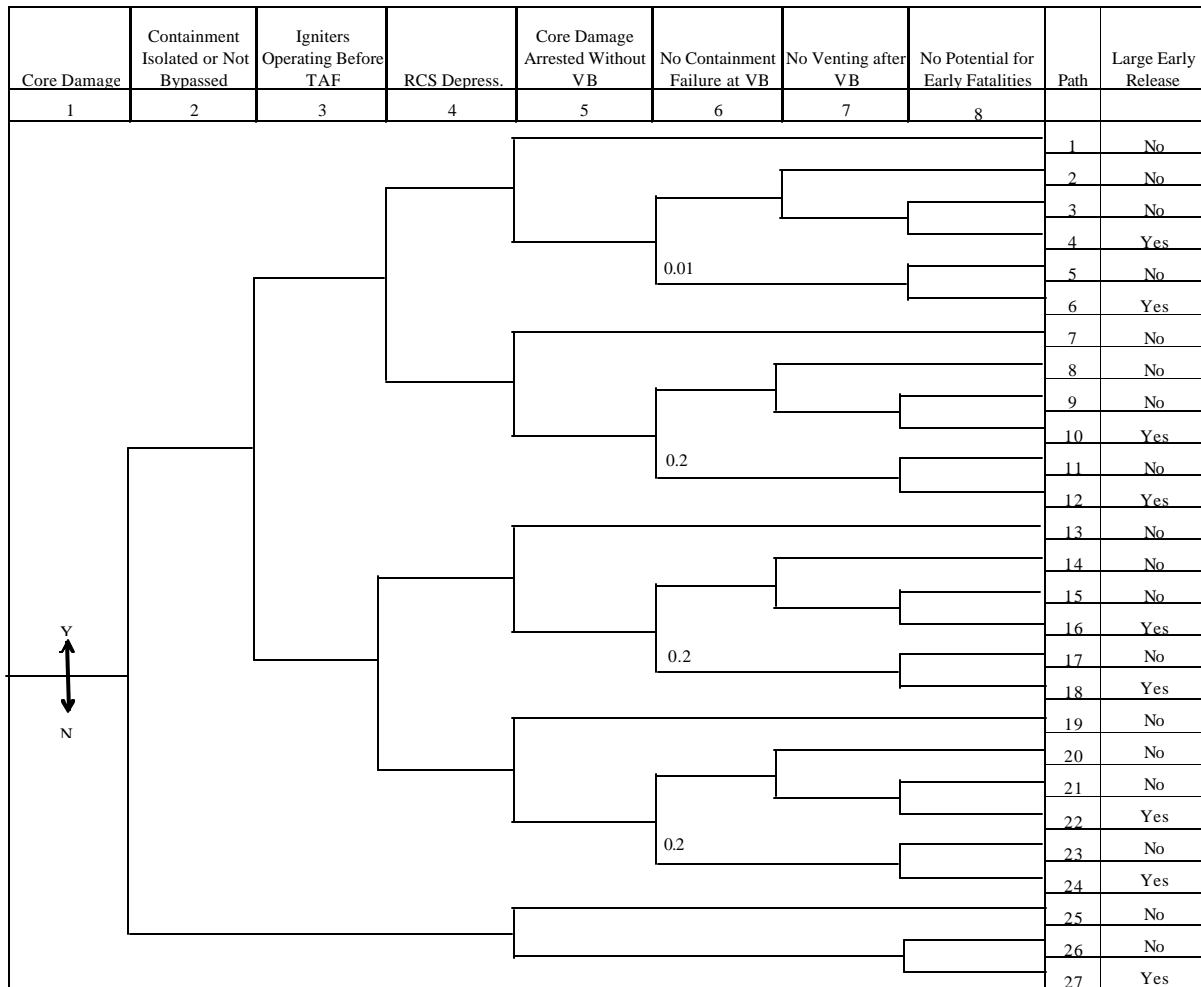 Core Damage
Containment
Isolated or Not
Bypassed
Igniters
Operating Before
TAF
RCS Depress.
Core Damage
Arrested Without
VB
No Containment
Failure at VB
No Venting after
VB
No Potential for
Early Fatalities
Path
Large Early
Release
1 2 3 4 5 6 7 8
1 No
2 No
3 No
4 Yes
0.01
5 No
6 Yes
7 No
8 No
9 No
10 Yes
0.2
11 No
12 Yes
13 No
14 No
15 No
16 Yes
Y
0.2
17 No
18 Yes
N
19 No
20 No
21 No
22 Yes
0.2
23 No
24 Yes
25 No
26 No
27 Yes